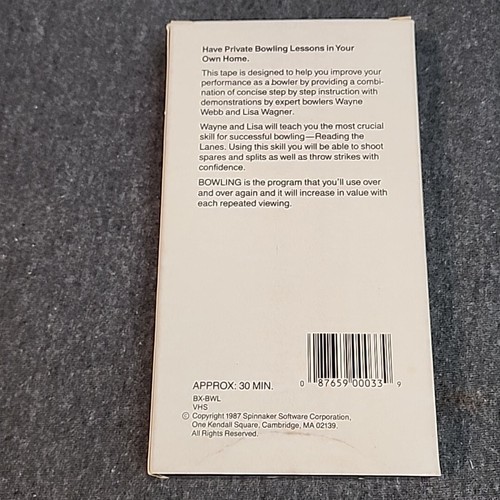 Have Private Bowling Lessons in Your
Own Home.
This tape is designed to help you improve your
performance as a bowler by providing a combi-
nation of concise step by step instruction with
demonstrations by expert bowlers Wayne
Webb and Lisa Wagner.
Wayne and Lisa will teach you the most crucial
skill for successful bowling—Reading the
Lanes. Using this skill you will be able to shoot
spares and splits as well as throw strikes with
confidence.
BOWLING is the program that you'll use over
and over again and it will increase in value with
each repeated viewing.
0 87659 00033 9
APPROX: 30 MIN.
BX-BWL
VHS
© Copyright 1987 Spinnaker Software Corporation,
One Kendall Square, Cambridge, MA 02139.
All Rights Reserved.